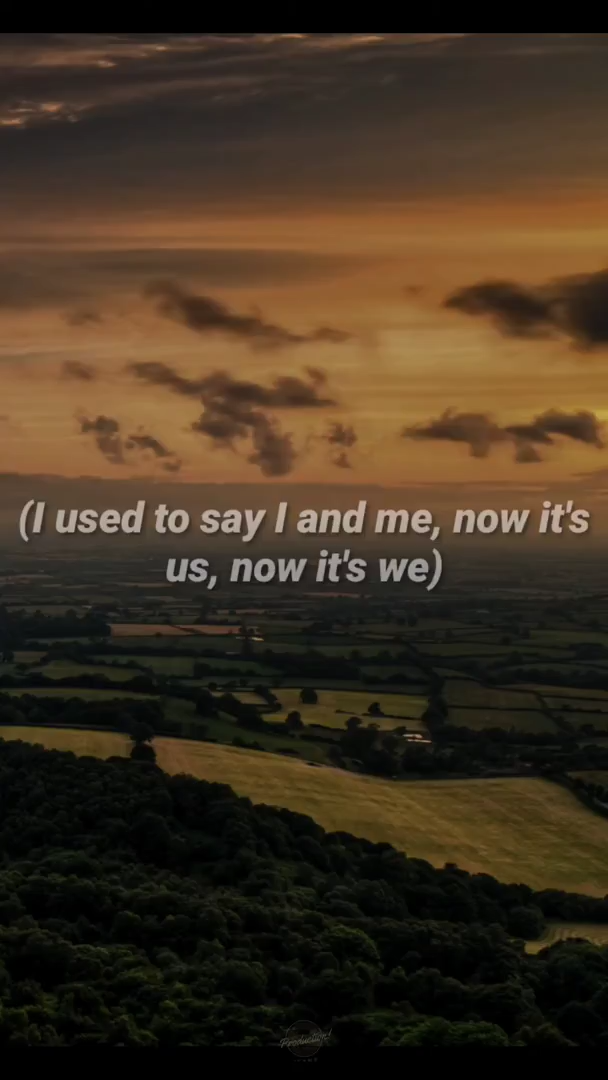 (I used to say I and me, now it's
us, now it's we)